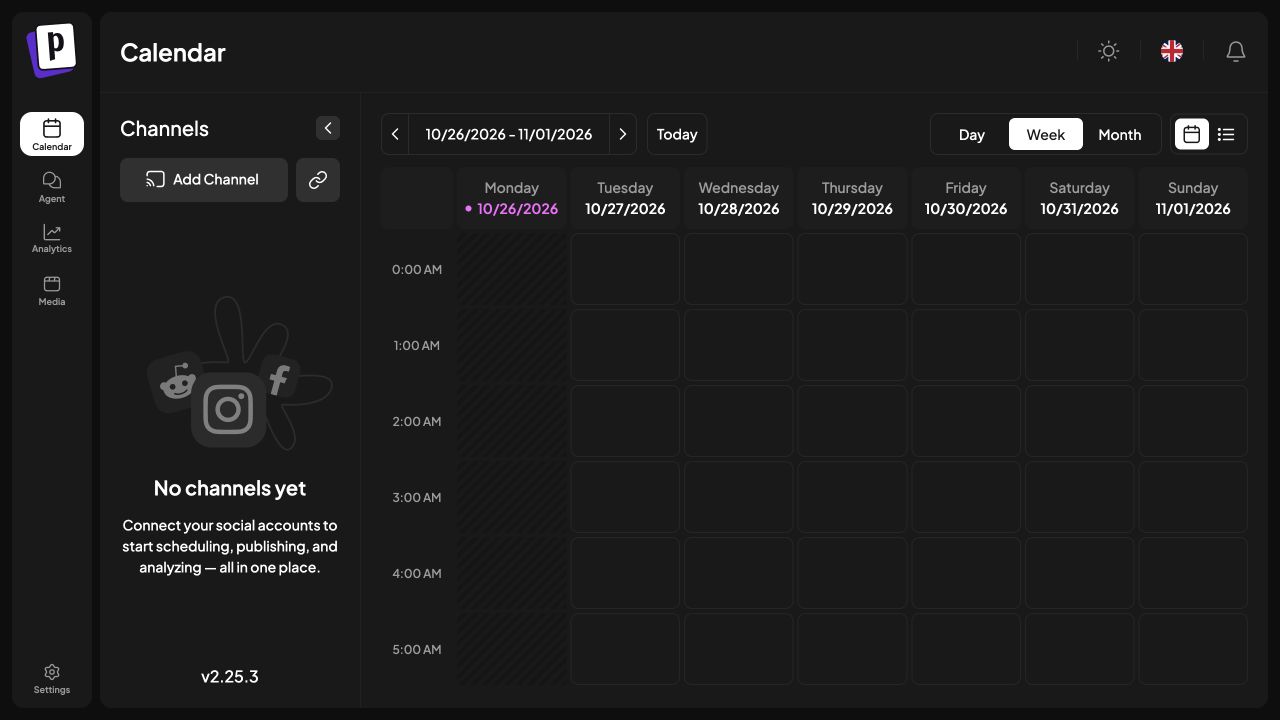 p
Calendar
Agent
Analytics
Media
Settings
Calendar
Channels
Add Channel
No channels yet
Connect your social accounts to
start scheduling, publishing, and
analyzing — all in one place.
v2.25.3
10/26/2026 - 11/01/2026
Today
Day
Week
Month
Monday
10/26/2026
Tuesday
10/27/2026
Wednesday
10/28/2026
Thursday
10/29/2026
Friday
10/30/2026
Saturday
10/31/2026
Sunday
11/01/2026
0:00 AM
1:00 AM
2:00 AM
3:00 AM
4:00 AM
5:00 AM